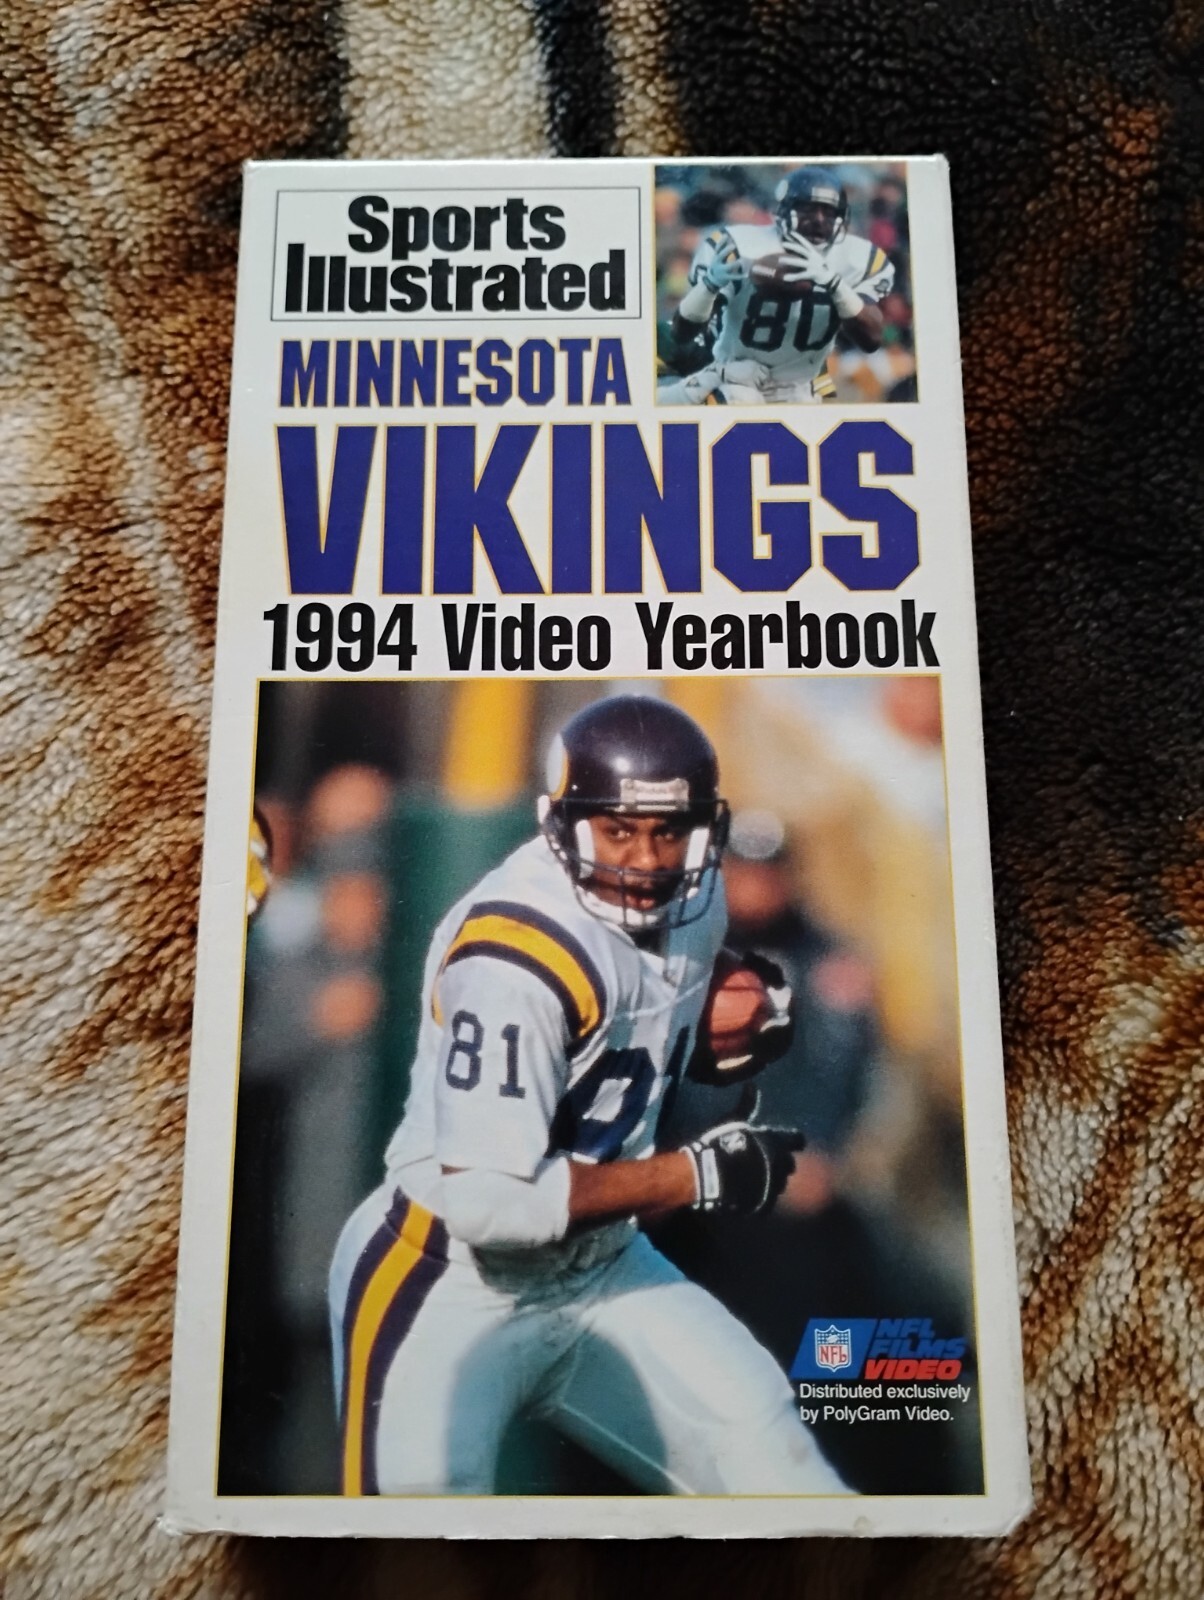 Sports
Illustrated
MINNESOTA
VIKINGS
1994 Video Yearbook
80
81
NFL
NFL
FILMS
VIDEO
Distributed exclusively
by PolyGram Video.